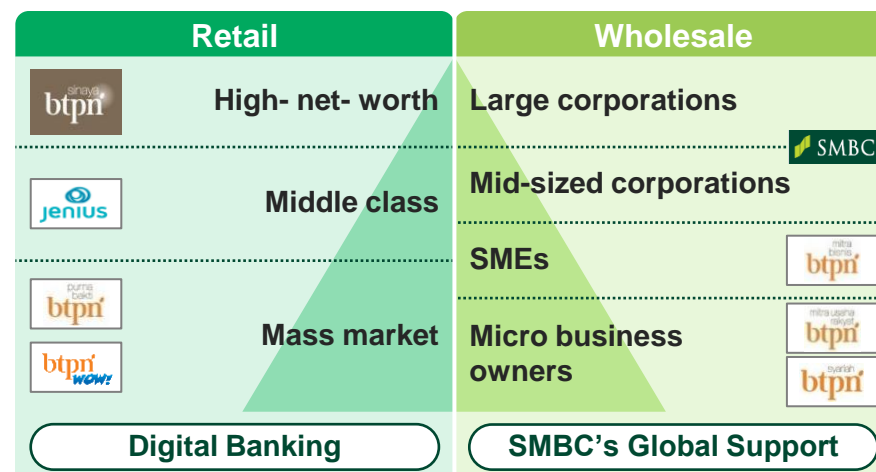 Retail
Wholesale
sinaya
btpn
High- net- worth
Large corporations
SMBC
Mid-sized corporations
Jenius
Middle class
SMEs
mitra
bisnis
btpn
purna
bakti
btpn
Mass market
btpn
wow!
Micro business
owners
mitra usaha
rakyat
btpn
syariah
btpn
Digital Banking
SMBC's Global Support